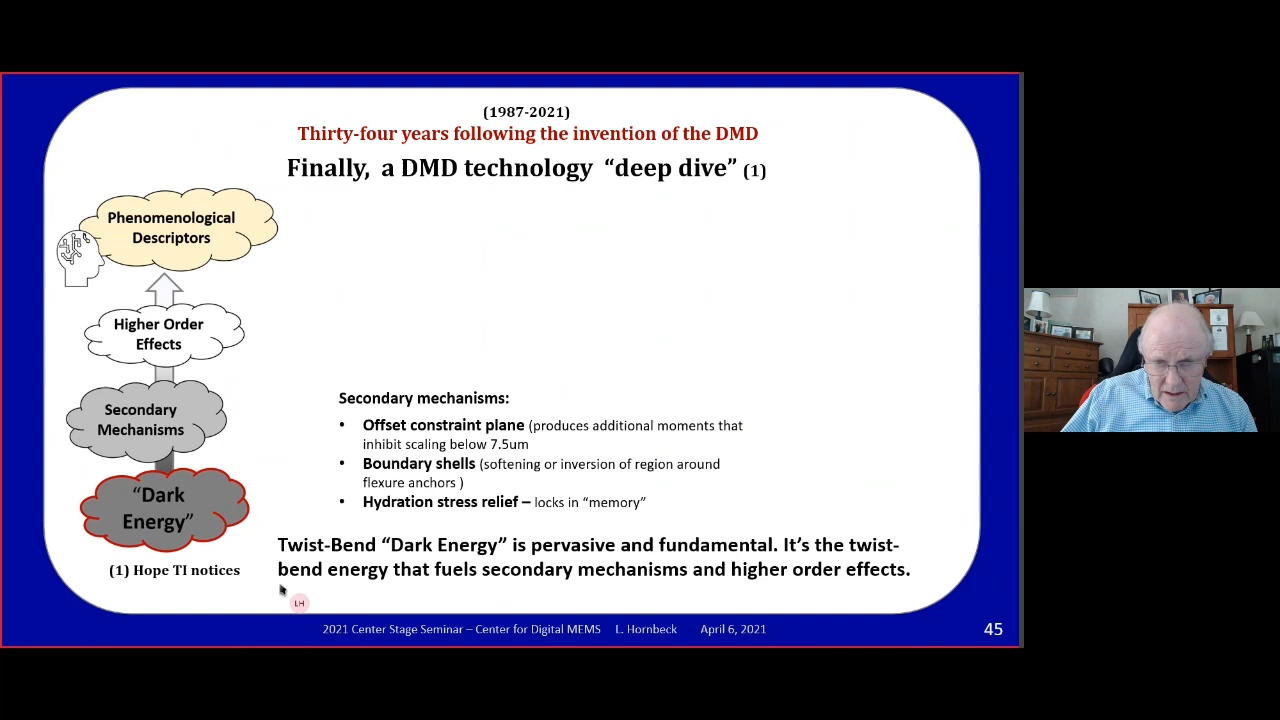 (1987-2021)
Thirty-four years following the invention of the DMD
Finally, a DMD technology “deep dive” (1)
Phenomenological
Descriptors
Higher Order
Effects
Secondary
Mechanisms
“Dark
Energy”
(1) Hope TI notices
Secondary mechanisms:
• Offset constraint plane (produces additional moments that
inhibit scaling below 7.5um
• Boundary shells (softening or inversion of region around
flexure anchors )
• Hydration stress relief – locks in “memory”
Twist-Bend “Dark Energy” is pervasive and fundamental. It’s the twist-
bend energy that fuels secondary mechanisms and higher order effects.
LH
2021 Center Stage Seminar – Center for Digital MEMS L. Hornbeck April 6, 2021
45